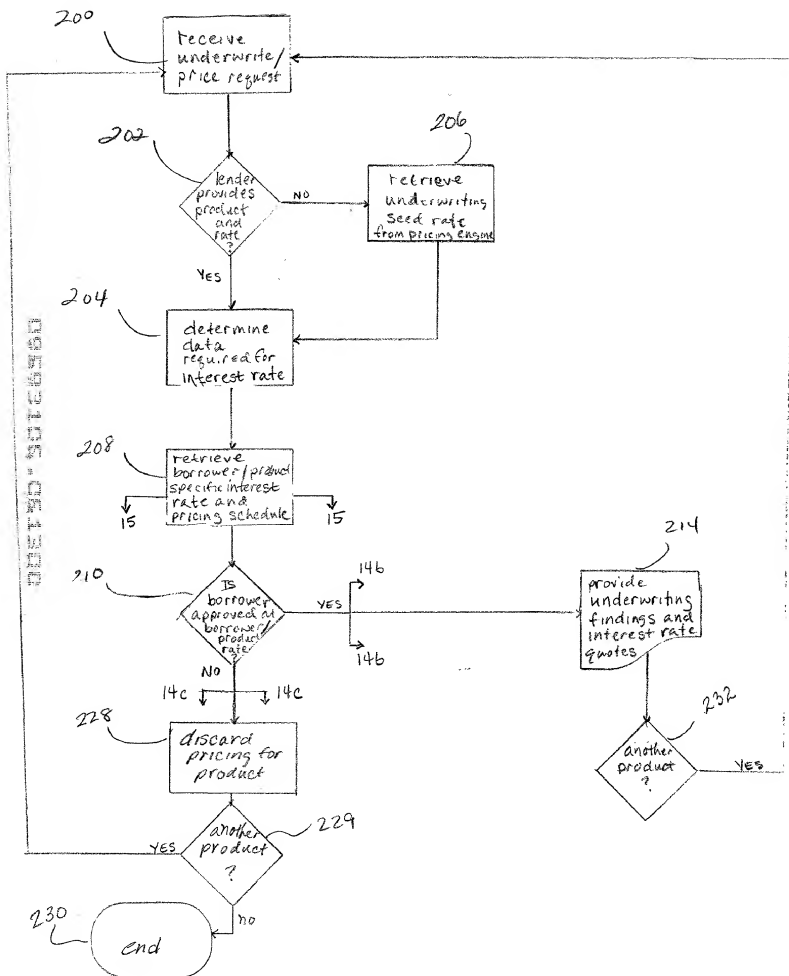 200
receive
underwrite/
price request
202
lender
provides
product
and
rate
?
NO
206
retrieve
underwriting
seed rate
from pricing engine
YES
204
determine
data
required for
interest rate
208
retrieve
borrower/product
specific interest
rate and
pricing schedule
15
15
210
IS
borrower
approved at
borrower/
product
rate
?
YES
14b
14b
214
provide
underwriting
findings and
interest rate
quotes
NO
14c
14c
228
discard
pricing for
product
232
another
product
?
YES
229
another
product
?
YES
no
230
end